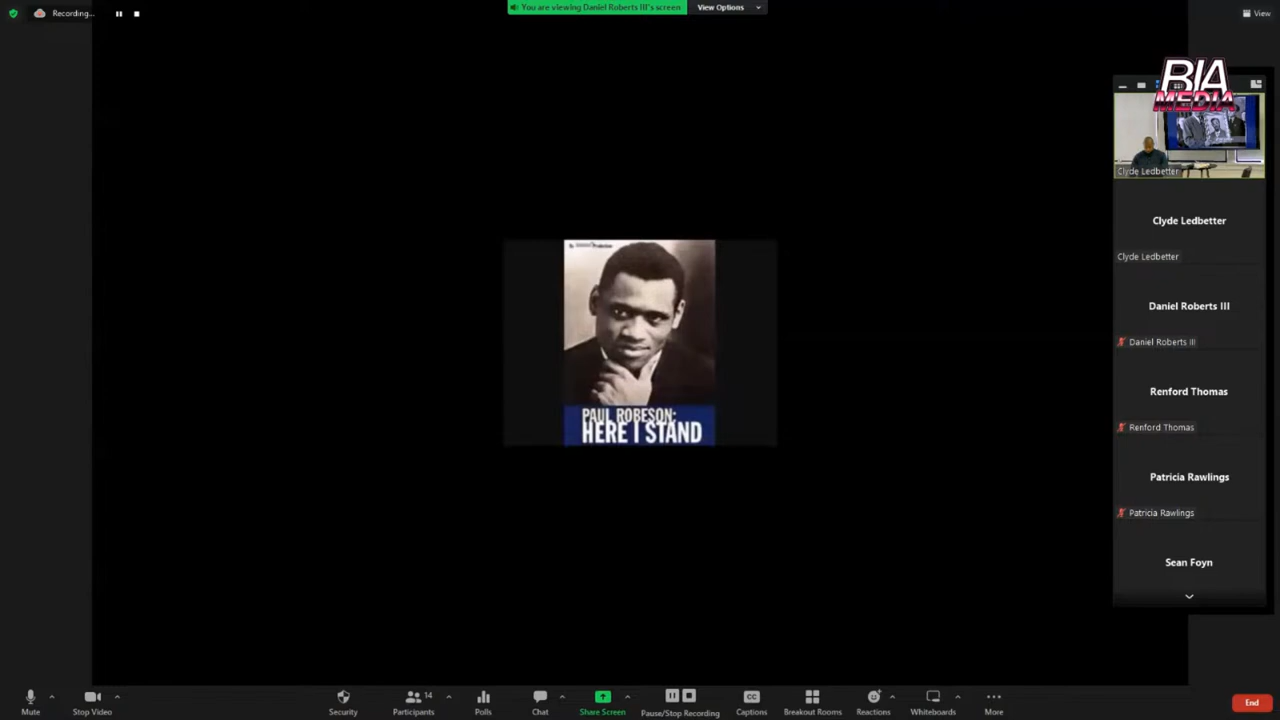 Recording...
You are viewing Daniel Roberts III's screen
View Options
View
BIA
MEDIA
Clyde Ledbetter
Clyde Ledbetter
Clyde Ledbetter
Daniel Roberts III
Daniel Roberts III
Renford Thomas
Renford Thomas
Patricia Rawlings
Patricia Rawlings
Sean Foyn
PAUL ROBESON:
HERE I STAND
Mute
Stop Video
Security
Participants 14
Polls
Chat
Share Screen
Pause/Stop Recording
CC
Captions
Breakout Rooms
Reactions
Whiteboards
More
End